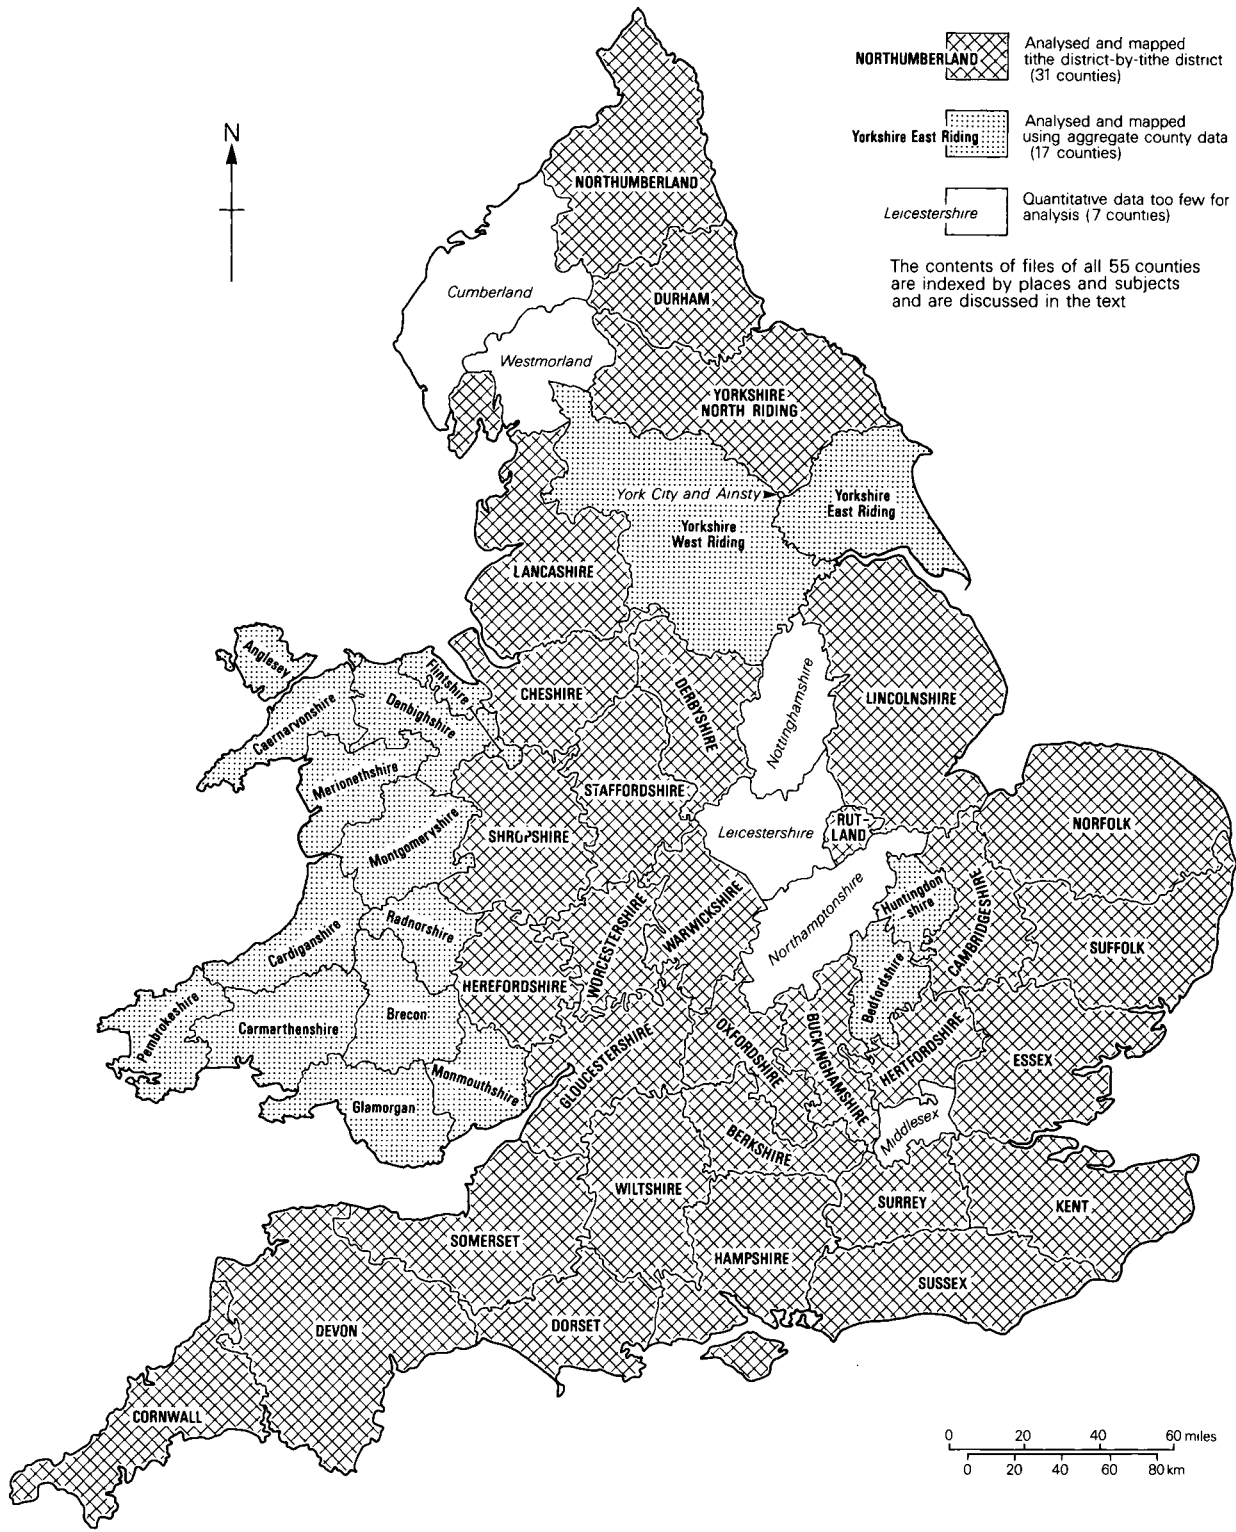 NORTHUMBERLAND
Analysed and mapped
tithe district-by-tithe district
(31 counties)
Yorkshire East Riding
Analysed and mapped
using aggregate county data
(17 counties)
Leicestershire
Quantitative data too few for
analysis (7 counties)
The contents of files of all 55 counties
are indexed by places and subjects
and are discussed in the text
N
NORTHUMBERLAND
Cumberland
DURHAM
Westmorland
YORKSHIRE
NORTH RIDING
York City and Ainsty
Yorkshire
East Riding
Yorkshire
West Riding
LANCASHIRE
Anglesey
Flintshire
Caernarvonshire
Denbighshire
CHESHIRE
DERBYSHIRE
Nottinghamshire
LINCOLNSHIRE
Merionethshire
STAFFORDSHIRE
Montgomeryshire
SHROPSHIRE
Leicestershire
RUT-
LAND
NORFOLK
Huntingdon
-shire
Northamptonshire
CAMBRIDGESHIRE
SUFFOLK
Radnorshire
Cardiganshire
WORCESTERSHIRE
WARWICKSHIRE
HEREFORDSHIRE
Bedfordshire
Pembrokeshire
Carmarthenshire
Brecon
GLOUCESTERSHIRE
OXFORDSHIRE
BUCKINGHAMSHIRE
HERTFORDSHIRE
ESSEX
Monmouthshire
Glamorgan
Middlesex
BERKSHIRE
WILTSHIRE
SURREY
KENT
SOMERSET
HAMPSHIRE
SUSSEX
DEVON
DORSET
CORNWALL
0 20 40 60 miles
0 20 40 60 80 km